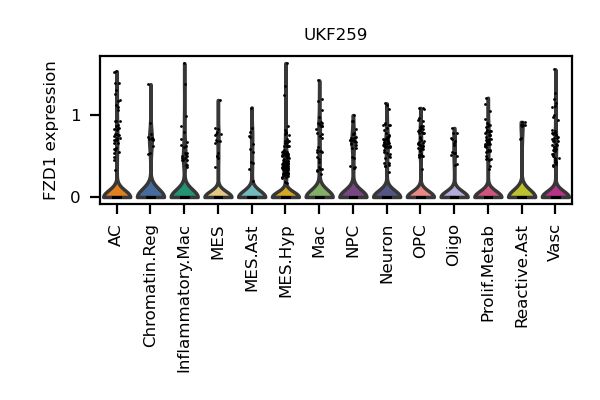 UKF259
FZD1 expression
1
0
AC
Chromatin.Reg
Inflammatory.Mac
MES
MES.Ast
MES.Hyp
Mac
NPC
Neuron
OPC
Oligo
Prolif.Metab
Reactive.Ast
Vasc